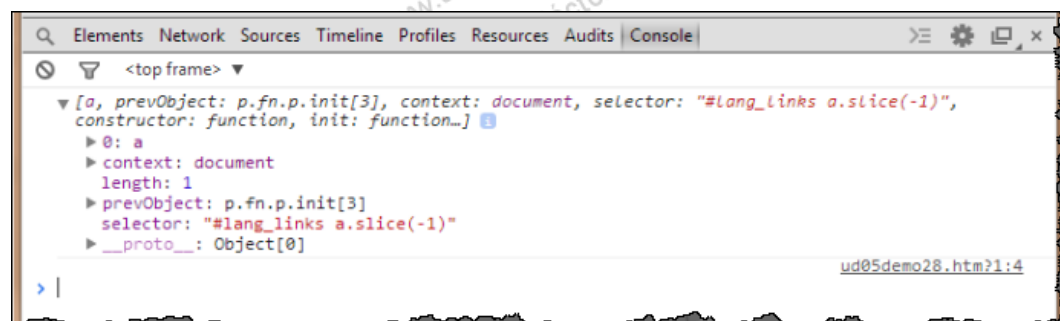 Elements Network Sources Timeline Profiles Resources Audits Console
<top frame> ▼
▼ [a, prevObject: p.fn.p.init[3], context: document, selector: "#lang_links a.slice(-1)",
constructor: function, init: function…]
▶ 0: a
▶ context: document
length: 1
▶ prevObject: p.fn.p.init[3]
selector: "#lang_links a.slice(-1)"
▶ __proto__: Object[0]
ud05demo28.htm?1:4